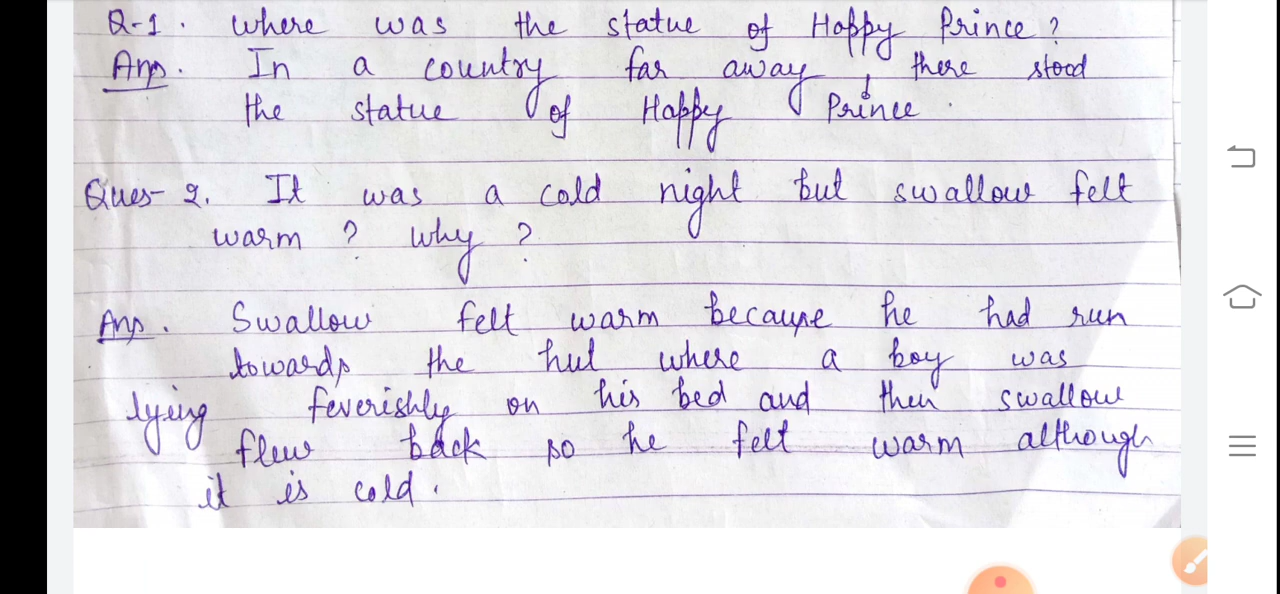 Q-1. where was the statue of Happy Prince ?
Ans. In a country far away, there stood
the statue of Happy Prince.
Ques- 2. It was a cold night but swallow felt
warm ? why ?
Ans. Swallow felt warm because he had run
towards the hut where a boy was
lying feverishly on his bed and then swallow
flew back so he felt warm although
it is cold.